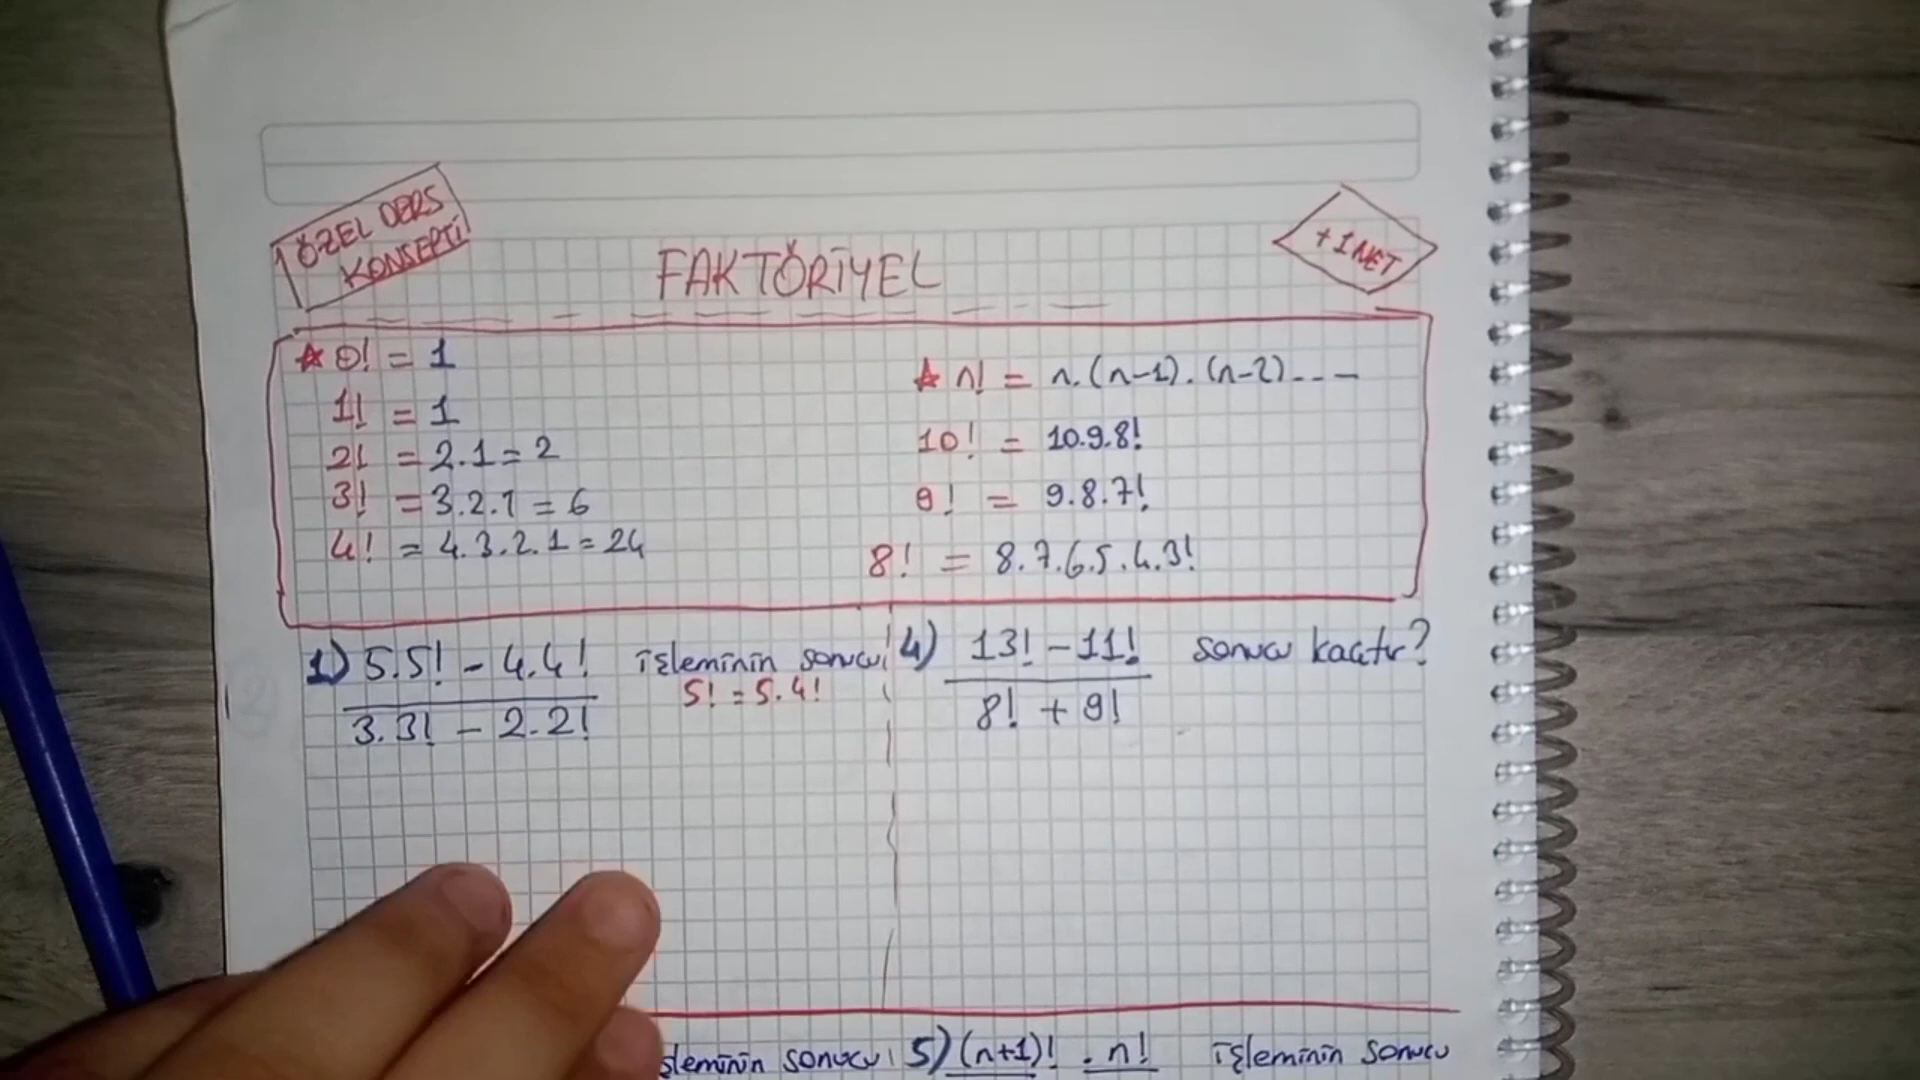 ÖZEL DERS
KONSEPTİ
FAKTÖRİYEL
+1 NET
0! = 1
1! = 1
2! = 2.1 = 2
3! = 3.2.1 = 6
4! = 4.3.2.1 = 24
n! = n.(n-1).(n-2)....
10! = 10.9.8!
9! = 9.8.7!
8! = 8.7.6.5.4.3!
1) 5.5! - 4.4! işleminin sonucu
3.3! - 2.2!
5! = 5.4!
4) 13! - 11! sonucu kaçtır?
8! + 9!
işleminin sonucu
5) (n+1)! . n! işleminin sonucu